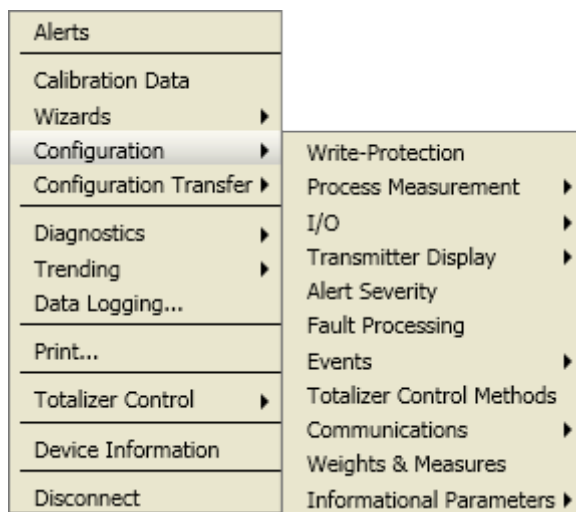 Alerts
Calibration Data
Wizards
Configuration
Configuration Transfer
Diagnostics
Trending
Data Logging...
Print...
Totalizer Control
Device Information
Disconnect
Write-Protection
Process Measurement
I/O
Transmitter Display
Alert Severity
Fault Processing
Events
Totalizer Control Methods
Communications
Weights & Measures
Informational Parameters